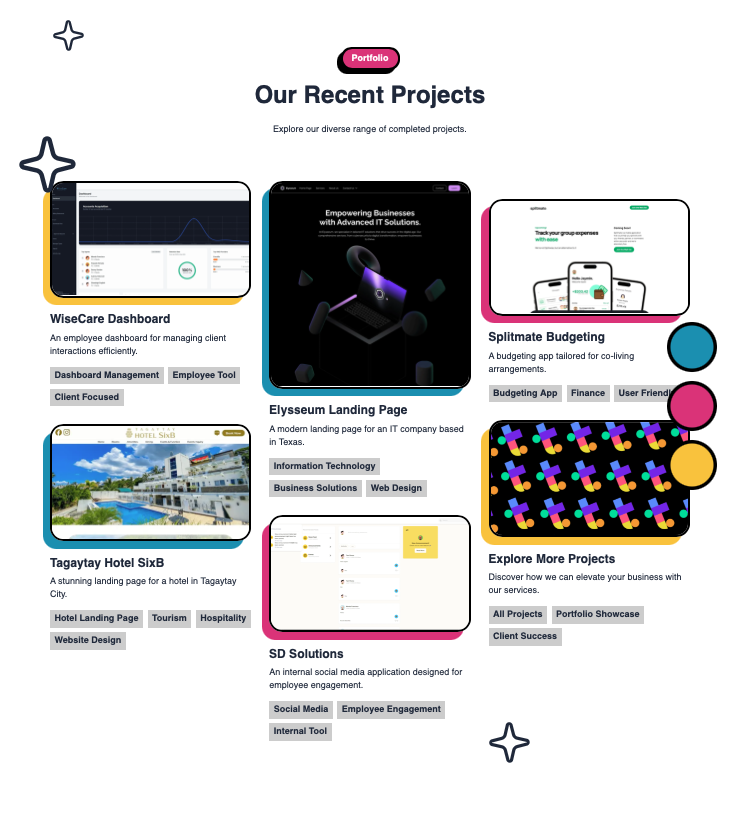 Portfolio
Our Recent Projects
Explore our diverse range of completed projects.
Dashboard
WiseCare Dashboard
An employee dashboard for managing client
interactions efficiently.
Dashboard Management
Employee Tool
Client Focused
TAGAYTAY
HOTEL SixB
Tagaytay Hotel SixB
A stunning landing page for a hotel in Tagaytay
City.
Hotel Landing Page
Tourism
Hospitality
Website Design
Empowering Businesses
with Advanced IT Solutions.
Elysseum Landing Page
A modern landing page for an IT company based
in Texas.
Information Technology
Business Solutions
Web Design
SD Solutions
An internal social media application designed for
employee engagement.
Social Media
Employee Engagement
Internal Tool
splitmate
Track your group expenses
with ease
Splitmate Budgeting
A budgeting app tailored for co-living
arrangements.
Budgeting App
Finance
User Friendl
Explore More Projects
Discover how we can elevate your business with
our services.
All Projects
Portfolio Showcase
Client Success